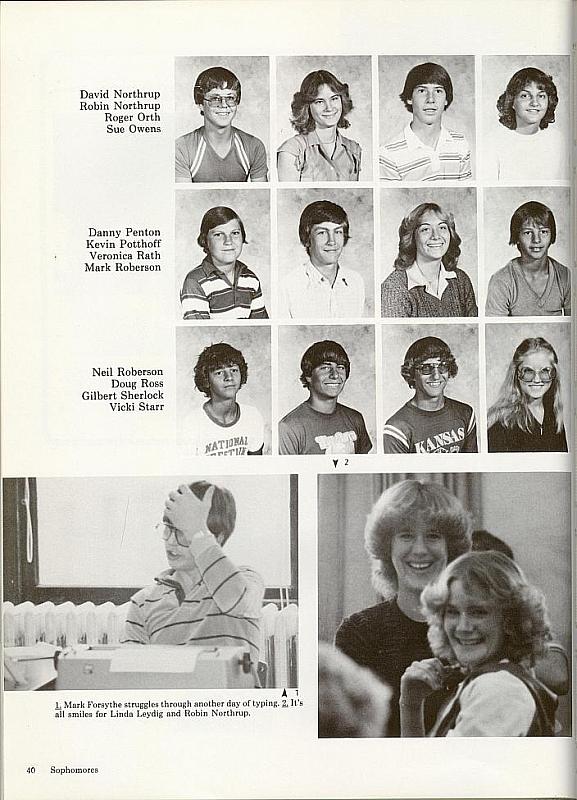 David Northrup
Robin Northrup
Roger Orth
Sue Owens
Danny Penton
Kevin Potthoff
Veronica Rath
Mark Roberson
Neil Roberson
Doug Ross
Gilbert Sherlock
Vicki Starr
NATIONAL
KANSAS
2
1
1. Mark Forsythe struggles through another day of typing. 2. It's
all smiles for Linda Leydig and Robin Northrup.
40 Sophomores